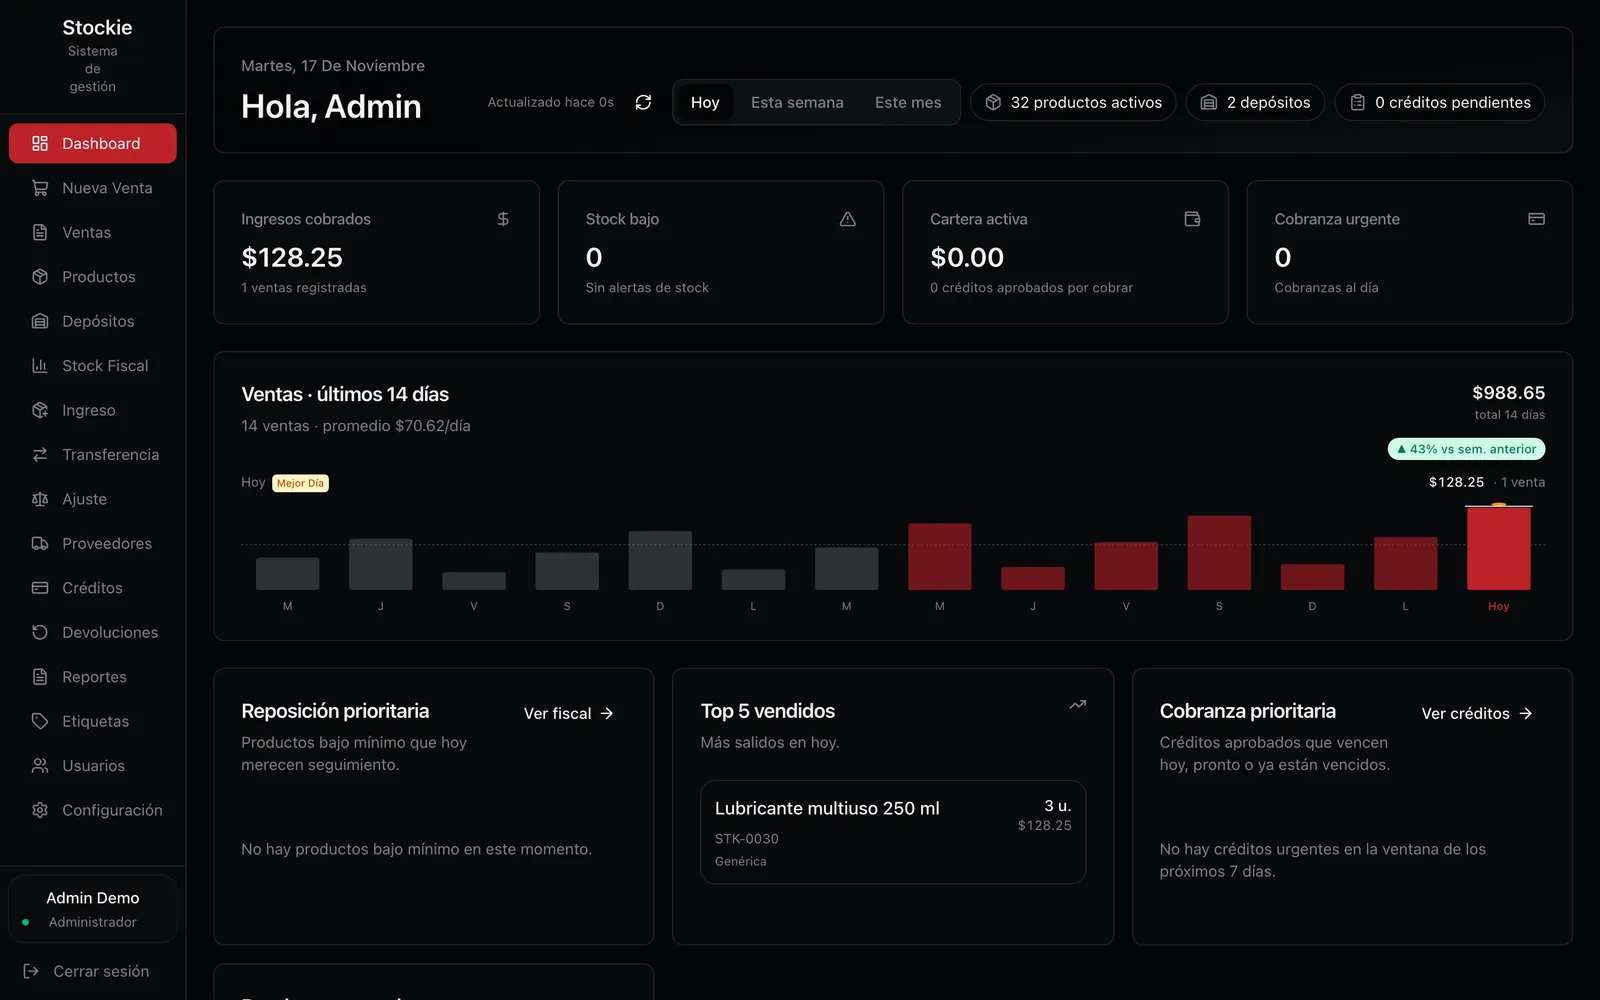 Stockie
Sistema
de
gestión
Dashboard
Nueva Venta
Ventas
Productos
Depósitos
Stock Fiscal
Ingreso
Transferencia
Ajuste
Proveedores
Créditos
Devoluciones
Reportes
Etiquetas
Usuarios
Configuración
Admin Demo
Administrador
Cerrar sesión
Martes, 17 De Noviembre
Hola, Admin
Actualizado hace 0s
Hoy
Esta semana
Este mes
32 productos activos
2 depósitos
0 créditos pendientes
Ingresos cobrados
$128.25
1 ventas registradas
Stock bajo
0
Sin alertas de stock
Cartera activa
$0.00
0 créditos aprobados por cobrar
Cobranza urgente
0
Cobranzas al día
Ventas · últimos 14 días
14 ventas · promedio $70.62/día
$988.65
total 14 días
▲ 43% vs sem. anterior
Hoy Mejor Día
$128.25 · 1 venta
M J V S D L M M J V S D L Hoy
Reposición prioritaria
Ver fiscal →
Productos bajo mínimo que hoy
merecen seguimiento.
No hay productos bajo mínimo en este momento.
Top 5 vendidos
Más salidos en hoy.
Lubricante multiuso 250 ml
3 u.
$128.25
STK-0030
Genérica
Cobranza prioritaria
Ver créditos →
Créditos aprobados que vencen
hoy, pronto o ya están vencidos.
No hay créditos urgentes en la ventana de los
próximos 7 días.